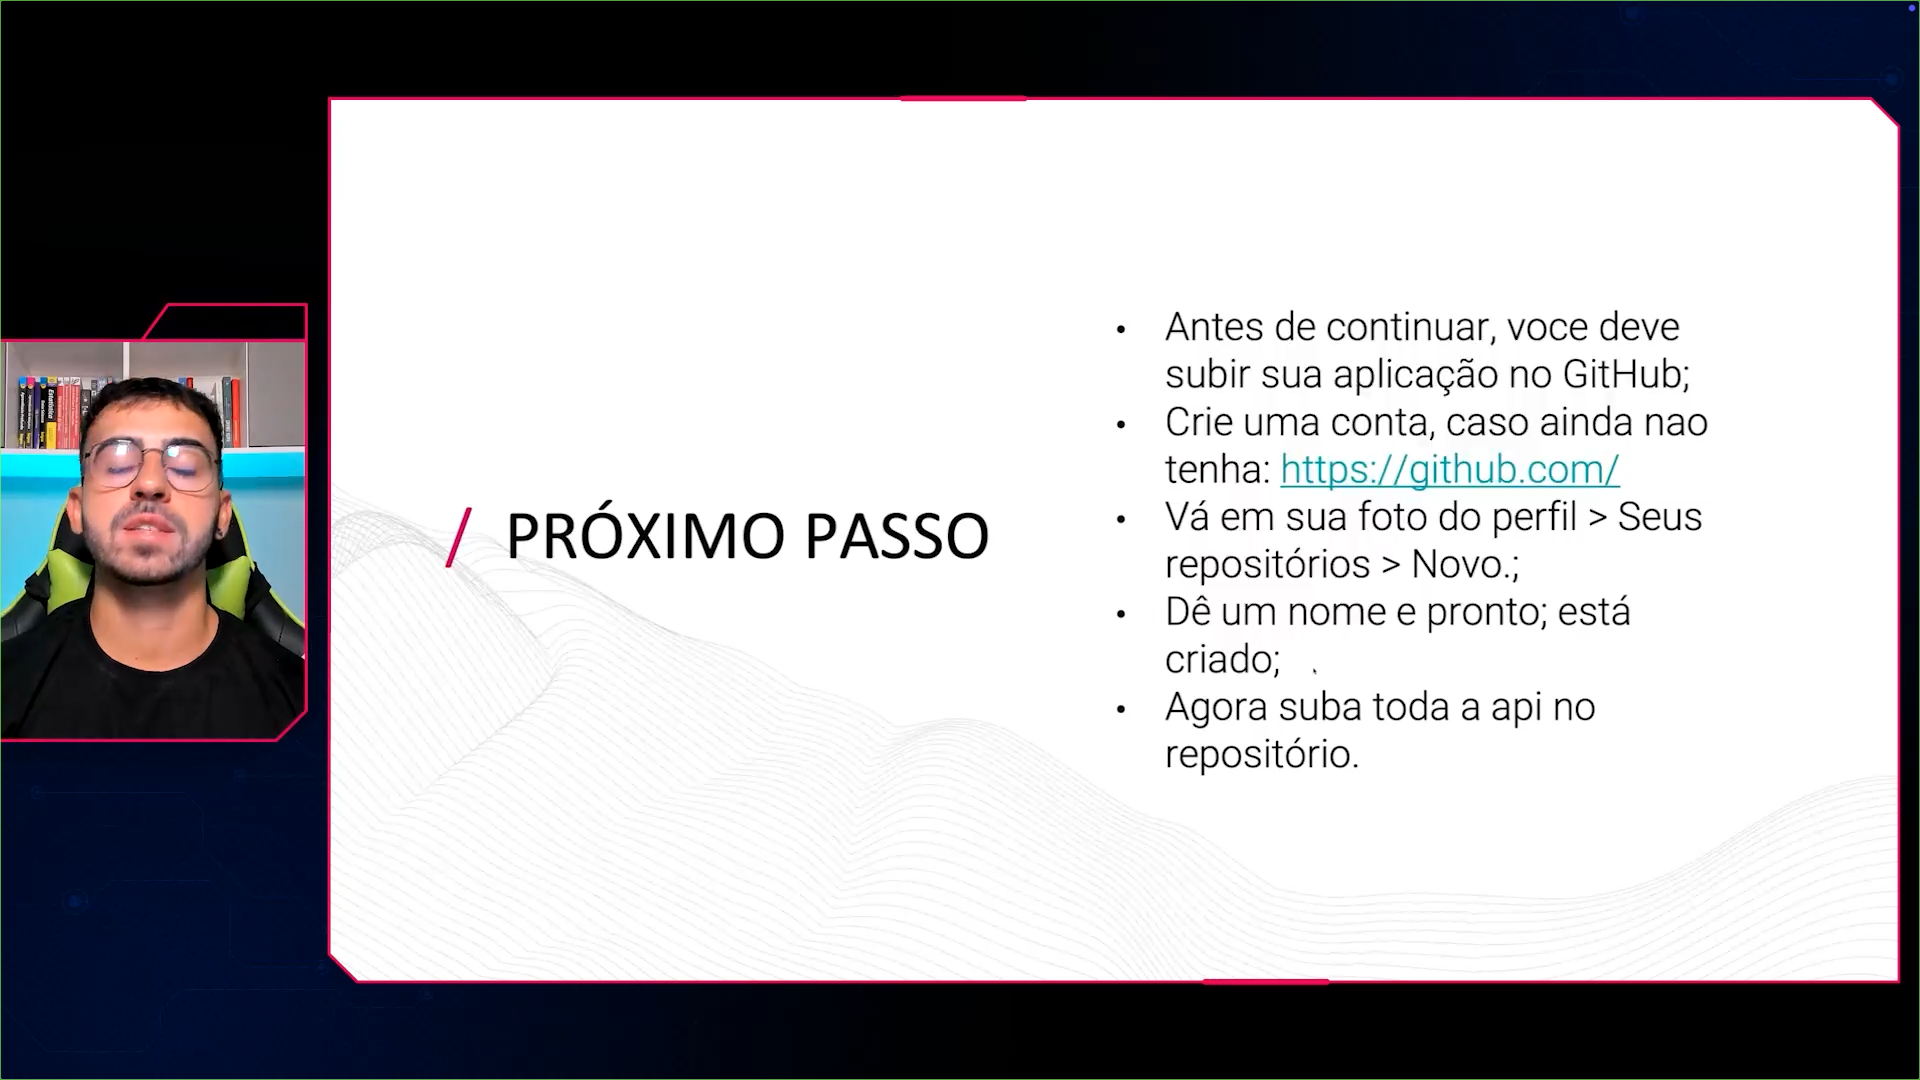 / PRÓXIMO PASSO
• Antes de continuar, voce deve
subir sua aplicação no GitHub;
• Crie uma conta, caso ainda nao
tenha: https://github.com/
• Vá em sua foto do perfil > Seus
repositórios > Novo.;
• Dê um nome e pronto; está
criado;
• Agora suba toda a api no
repositório.